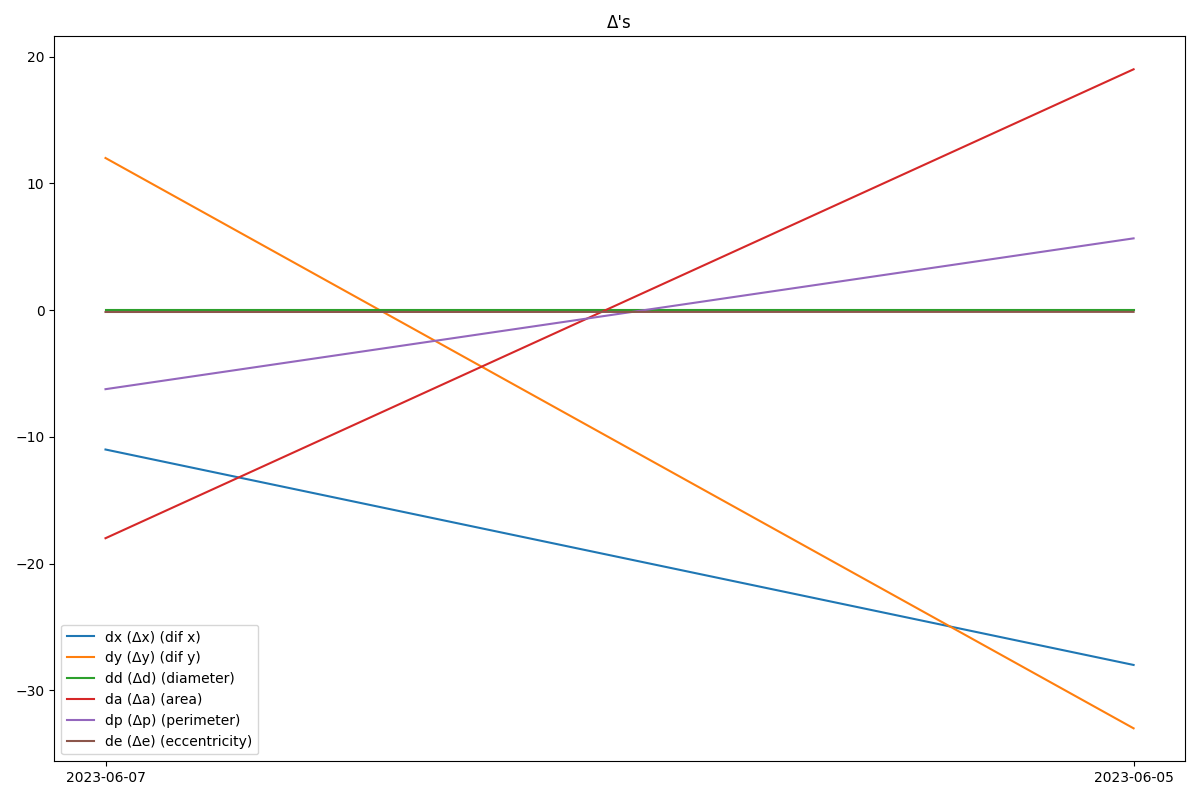 Δ's
20
10
0
−10
−20
−30
dx (Δx) (dif x)
dy (Δy) (dif y)
dd (Δd) (diameter)
da (Δa) (area)
dp (Δp) (perimeter)
de (Δe) (eccentricity)
2023-06-07
2023-06-05